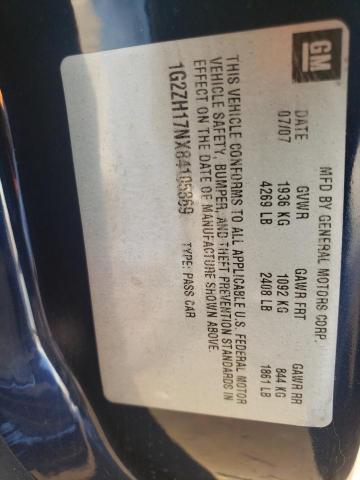 GM
MFD BY GENERAL MOTORS CORP.
DATE GVWR GAWR FRT GAWR RR
07/07 1936 KG 1092 KG 844 KG
4269 LB 2408 LB 1861 LB
THIS VEHICLE CONFORMS TO ALL APPLICABLE U.S. FEDERAL MOTOR
VEHICLE SAFETY, BUMPER, AND THEFT PREVENTION STANDARDS IN
EFFECT ON THE DATE OF MANUFACTURE SHOWN ABOVE.
1G2ZH17NX84105369 TYPE: PASS CAR